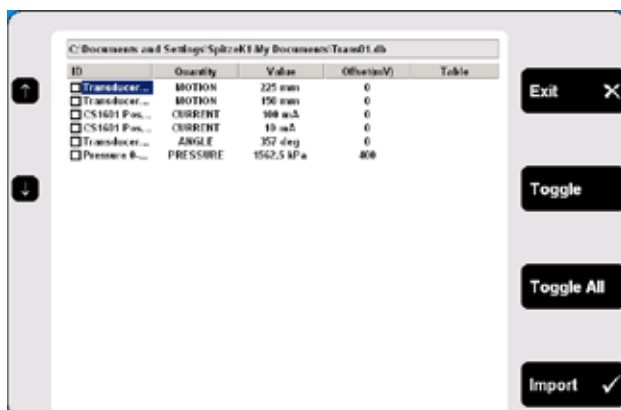 C:\Documents and Settings\SpitzeK1\My Documents\Trans01.db
ID Quantity Value Offset(mV) Table
Transducer... MOTION 225 mm 0
Transducer... MOTION 150 mm 0
CS1601 Pos,... CURRENT 100 mA 0
CS1601 Pos,... CURRENT 10 mA 0
Transducer... ANGLE 357 deg 0
Pressure 0-... PRESSURE 1562,5 kPa 400
Exit
Toggle
Toggle All
Import